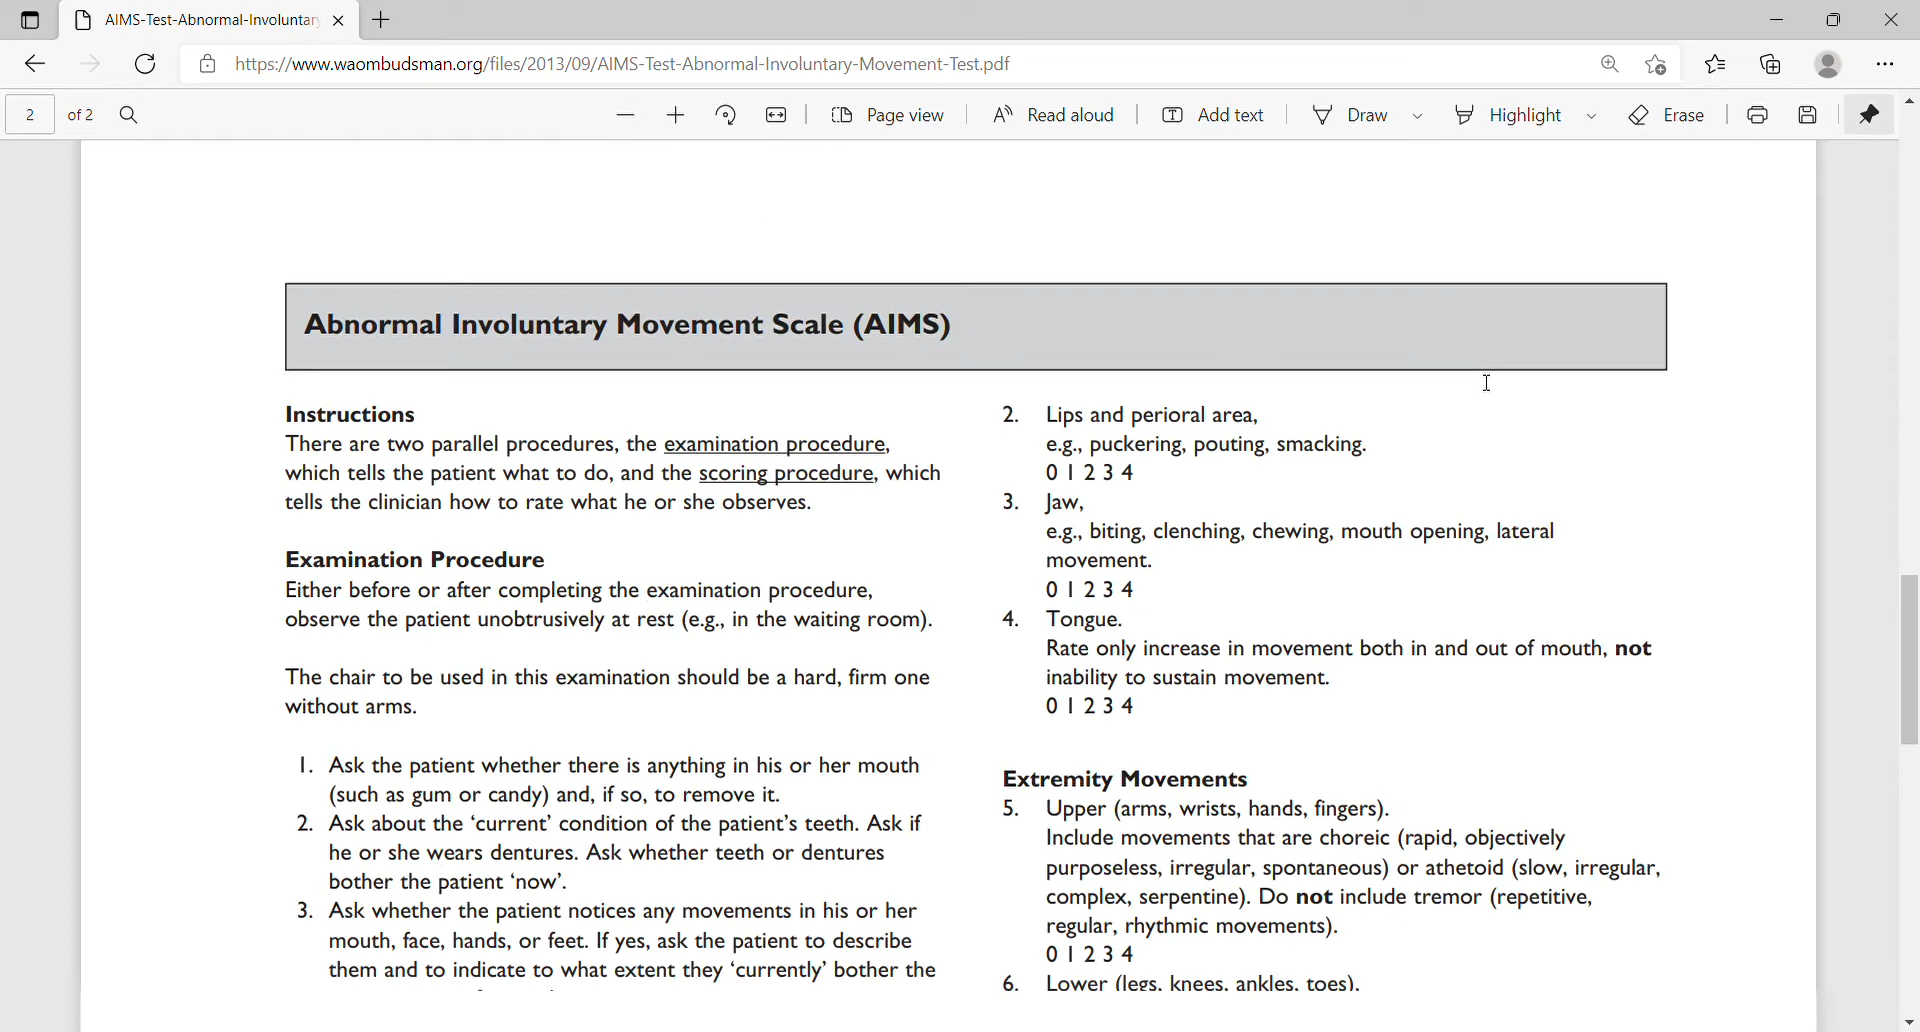 AIMS-Test-Abnormal-Involuntar
https://www.waombudsman.org/files/2013/09/AIMS-Test-Abnormal-Involuntary-Movement-Test.pdf
2 of 2 Page view Read aloud Add text Draw Highlight Erase
Abnormal Involuntary Movement Scale (AIMS)
Instructions
There are two parallel procedures, the examination procedure,
which tells the patient what to do, and the scoring procedure, which
tells the clinician how to rate what he or she observes.
Examination Procedure
Either before or after completing the examination procedure,
observe the patient unobtrusively at rest (e.g., in the waiting room).
The chair to be used in this examination should be a hard, firm one
without arms.
1. Ask the patient whether there is anything in his or her mouth
(such as gum or candy) and, if so, to remove it.
2. Ask about the ‘current’ condition of the patient’s teeth. Ask if
he or she wears dentures. Ask whether teeth or dentures
bother the patient ‘now’.
3. Ask whether the patient notices any movements in his or her
mouth, face, hands, or feet. If yes, ask the patient to describe
them and to indicate to what extent they ‘currently’ bother the
2. Lips and perioral area,
e.g., puckering, pouting, smacking.
0 1 2 3 4
3. Jaw,
e.g., biting, clenching, chewing, mouth opening, lateral
movement.
0 1 2 3 4
4. Tongue.
Rate only increase in movement both in and out of mouth, not
inability to sustain movement.
0 1 2 3 4
Extremity Movements
5. Upper (arms, wrists, hands, fingers).
Include movements that are choreic (rapid, objectively
purposeless, irregular, spontaneous) or athetoid (slow, irregular,
complex, serpentine). Do not include tremor (repetitive,
regular, rhythmic movements).
0 1 2 3 4
6. Lower (legs, knees, ankles, toes).